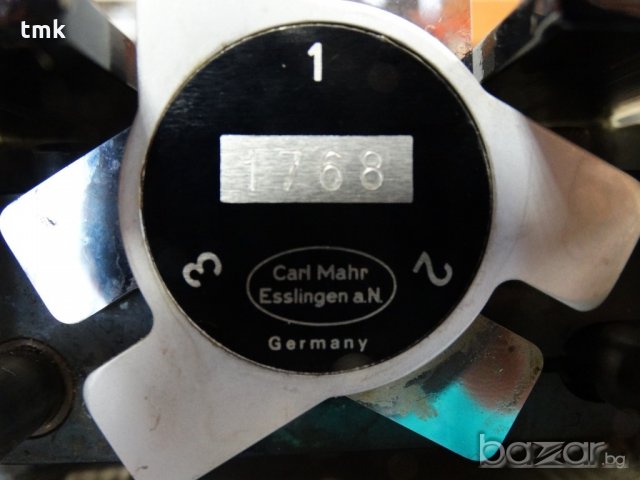 tmk
1
1768
3
2
Carl Mahr
Esslingen a.N.
Germany
bazar.bg